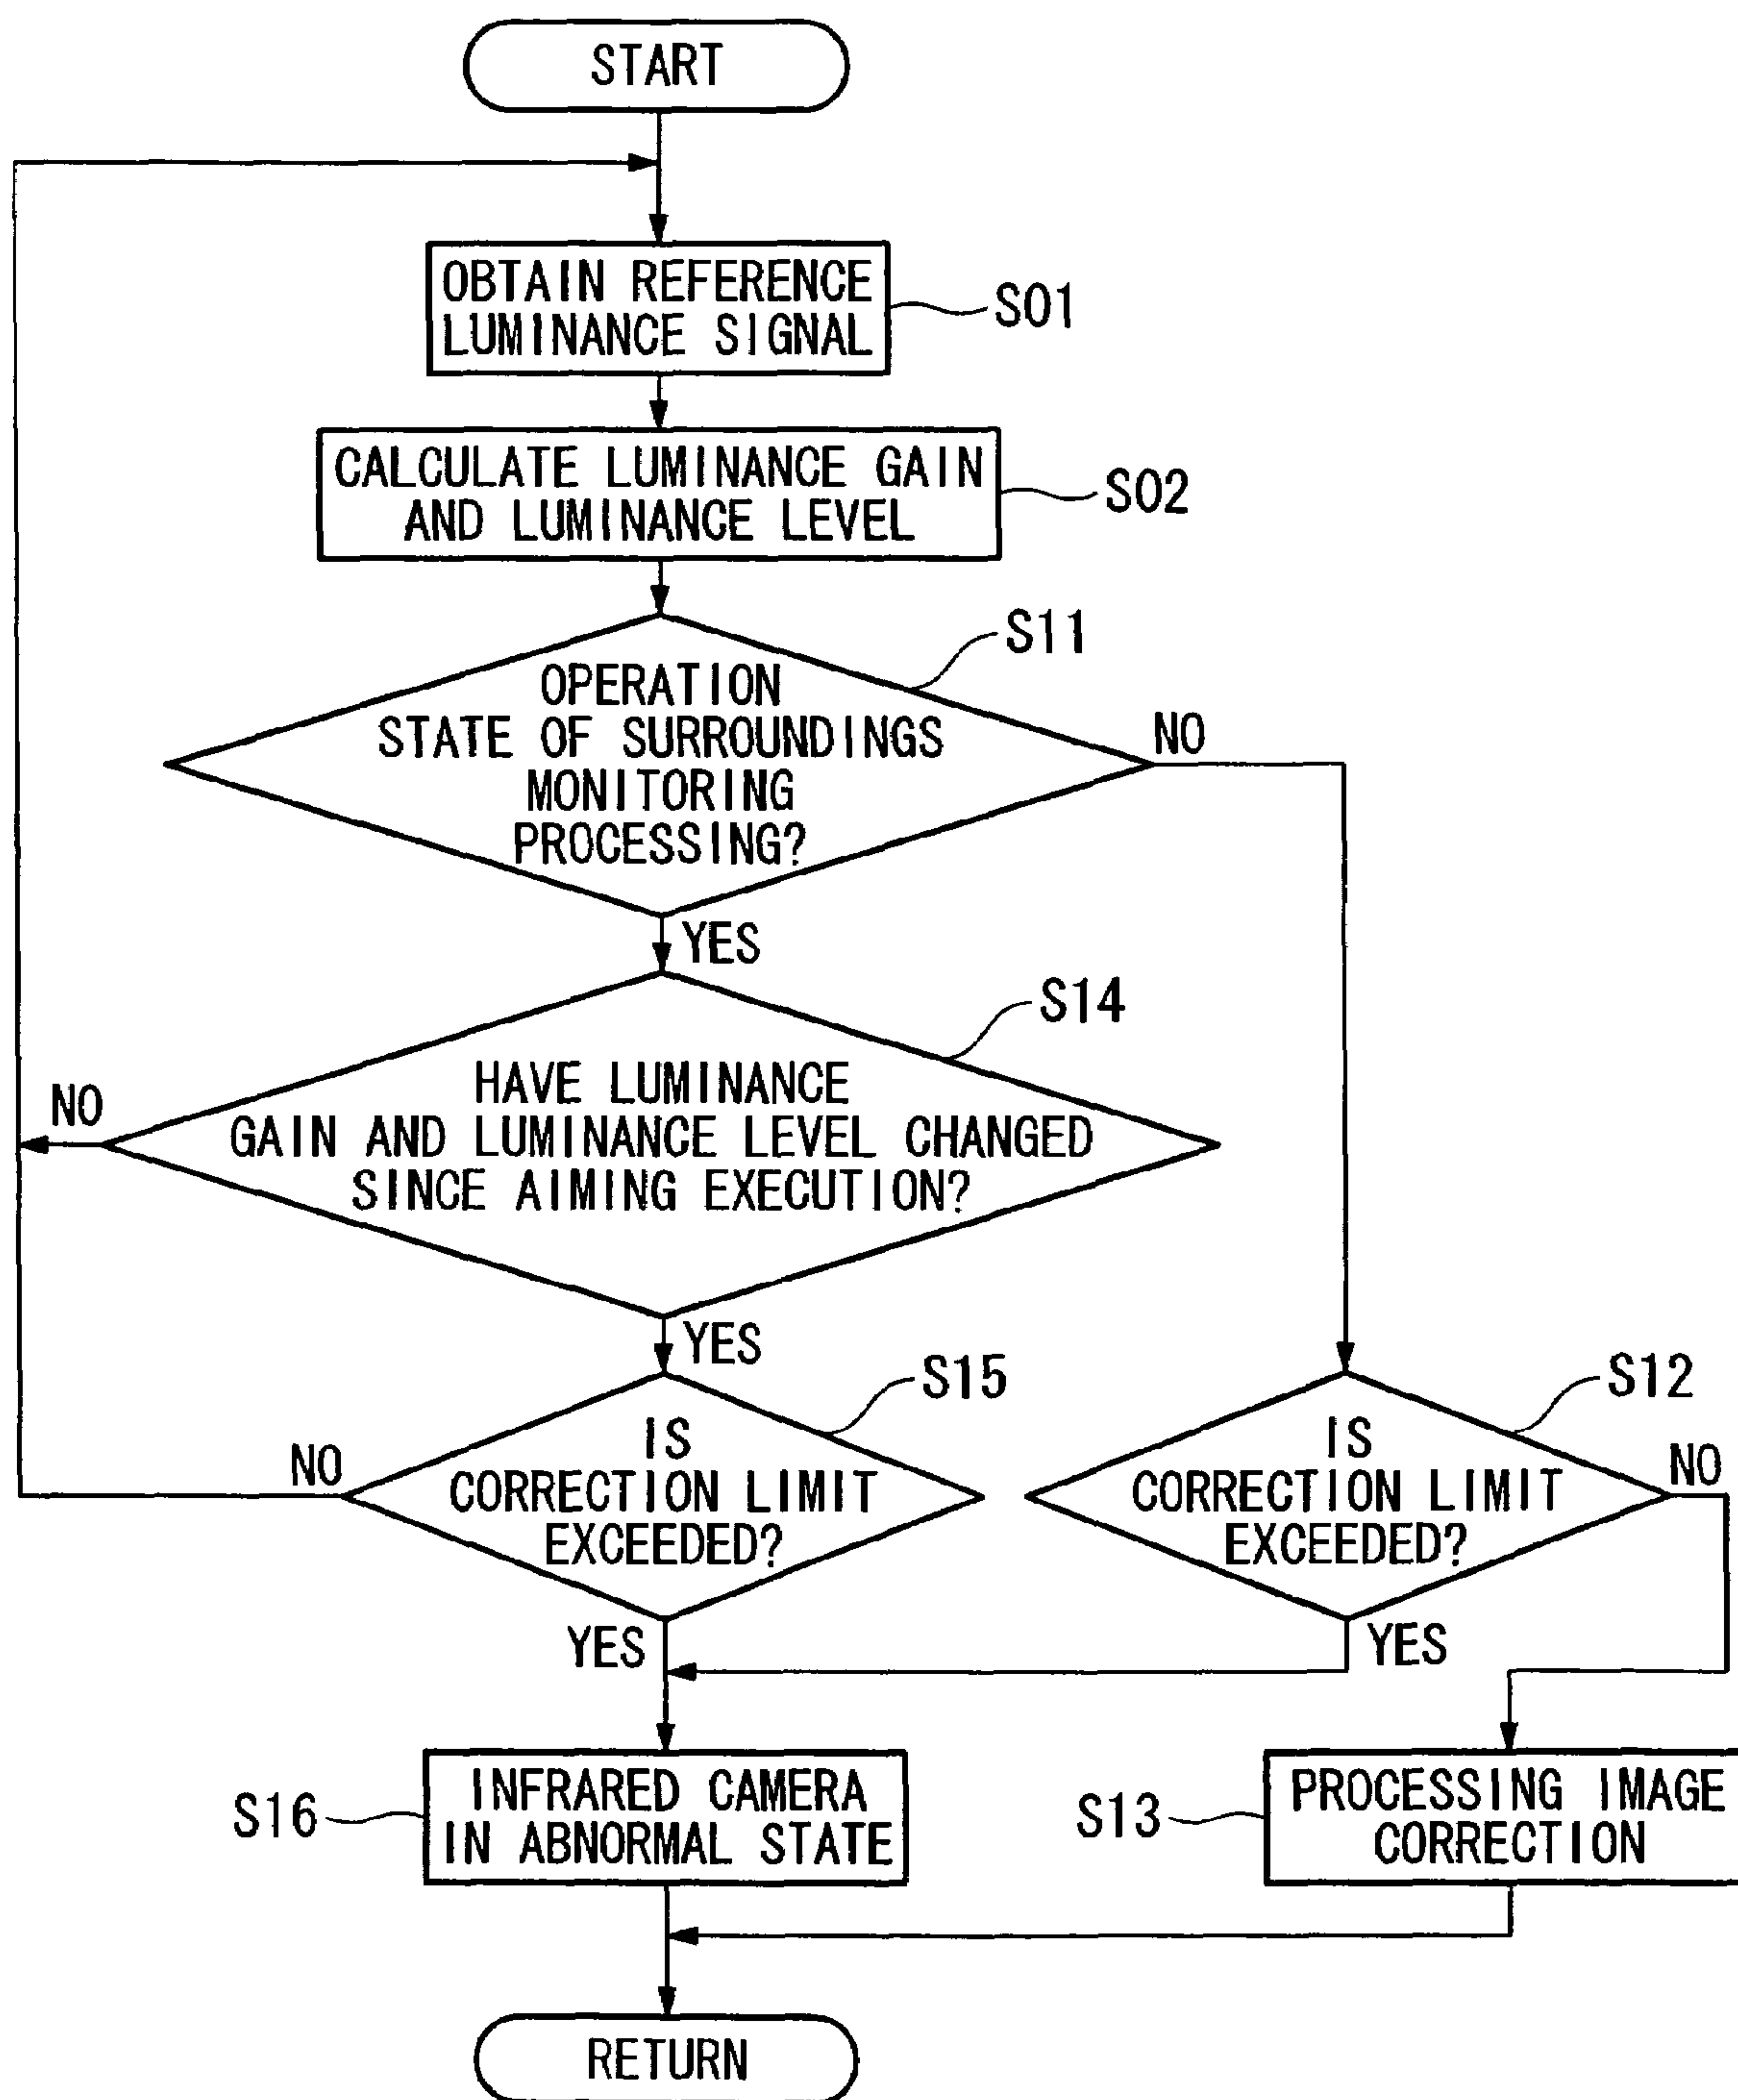 START
OBTAIN REFERENCE
LUMINANCE SIGNAL
S01
CALCULATE LUMINANCE GAIN
AND LUMINANCE LEVEL
S02
S11
OPERATION
STATE OF SURROUNDINGS
MONITORING
PROCESSING?
NO
YES
S14
HAVE LUMINANCE
GAIN AND LUMINANCE LEVEL CHANGED
SINCE AIMING EXECUTION?
NO
YES
S15
IS
CORRECTION LIMIT
EXCEEDED?
NO
YES
S12
IS
CORRECTION LIMIT
EXCEEDED?
NO
YES
S16
INFRARED CAMERA
IN ABNORMAL STATE
S13
PROCESSING IMAGE
CORRECTION
RETURN